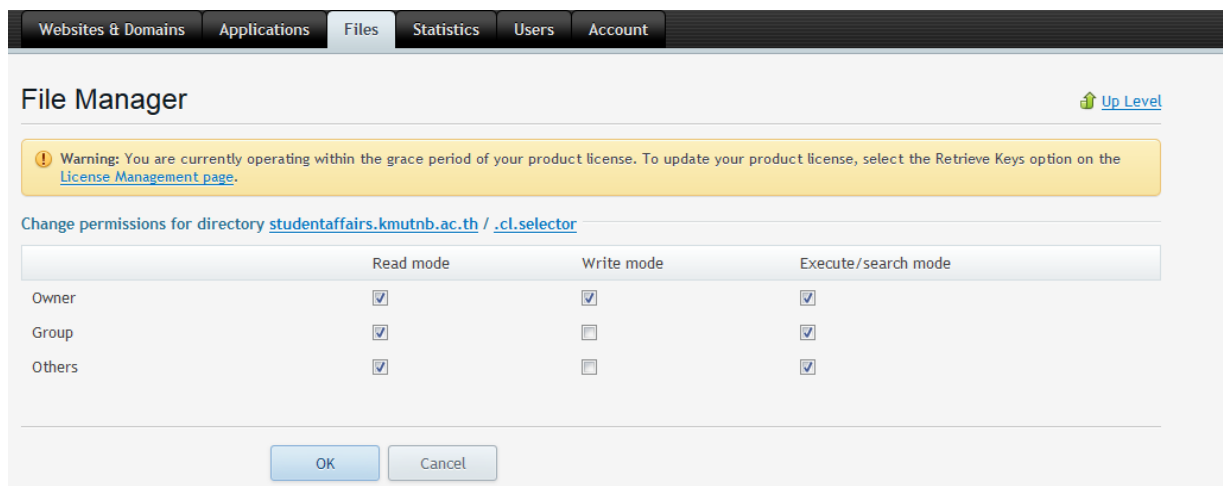 Websites & Domains Applications Files Statistics Users Account
File Manager
Up Level
Warning: You are currently operating within the grace period of your product license. To update your product license, select the Retrieve Keys option on the
License Management page.
Change permissions for directory studentaffairs.kmutnb.ac.th / .cl.selector
Read mode Write mode Execute/search mode
Owner
Group
Others
OK Cancel